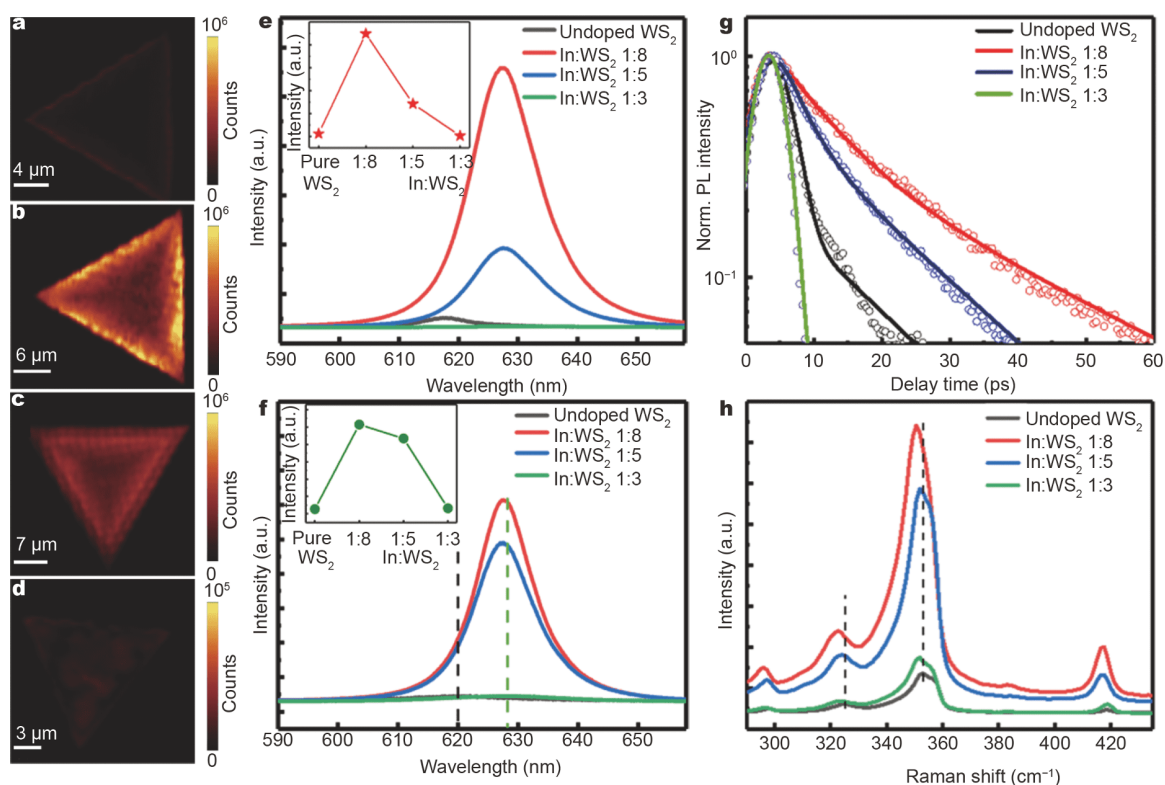 a
10⁶
Counts
0
4 µm
b
10⁶
Counts
0
6 µm
c
10⁶
Counts
0
7 µm
d
10⁵
Counts
0
3 µm
e
Undoped WS₂
In:WS₂ 1:8
In:WS₂ 1:5
In:WS₂ 1:3
Intensity (a.u.)
Pure WS₂
1:8
1:5
1:3
In:WS₂
Intensity (a.u.)
590 600 610 620 630 640 650
Wavelength (nm)
f
Undoped WS₂
In:WS₂ 1:8
In:WS₂ 1:5
In:WS₂ 1:3
Intensity (a.u.)
Pure WS₂
1:8
1:5
1:3
In:WS₂
Intensity (a.u.)
590 600 610 620 630 640 650
Wavelength (nm)
g
Undoped WS₂
In:WS₂ 1:8
In:WS₂ 1:5
In:WS₂ 1:3
10⁰
10⁻¹
Norm. PL intensity
0 10 20 30 40 50 60
Delay time (ps)
h
Undoped WS₂
In:WS₂ 1:8
In:WS₂ 1:5
In:WS₂ 1:3
Intensity (a.u.)
290 320 340 360 380 400 420
Raman shift (cm⁻¹)